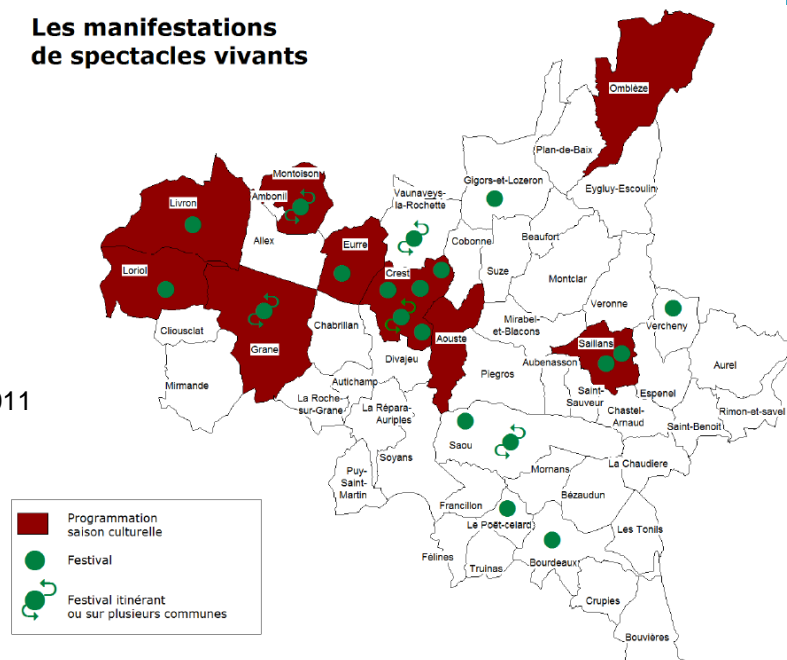 Les manifestations
de spectacles vivants
Omblèze
Plan-de-Baix
Montoison
Gigors-et-Lozeron
Eygluy-Escoulin
Ambonil
Vaunaveys-
la-Rochette
Livron
Allex
Eurre
Cobonne
Beaufort
Loriol
Crest
Suze
Montclar
Veronne
Cliousclat
Chabrillan
Mirabel-
et-Blacons
Vercheny
Grane
Aouste
Saillans
Divajeu
Aubenasson
Aurel
Mirmande
Autichamp
Piegros
Saint-
Sauveur
Espenel
011
La Roche-
sur-Grane
La Répara-
Auriples
Chastel-
Arnaud
Rimon-et-savel
Saint-Benoit
Saou
Soyans
Mornans
La Chaudiere
Puy-
Saint-
Martin
Bézaudun
Francillon
Le Poët-celard
Les Tonils
Félines
Truinas
Bourdeaux
Crupies
Bouvières
Programmation
saison culturelle
Festival
Festival itinérant
ou sur plusieurs communes